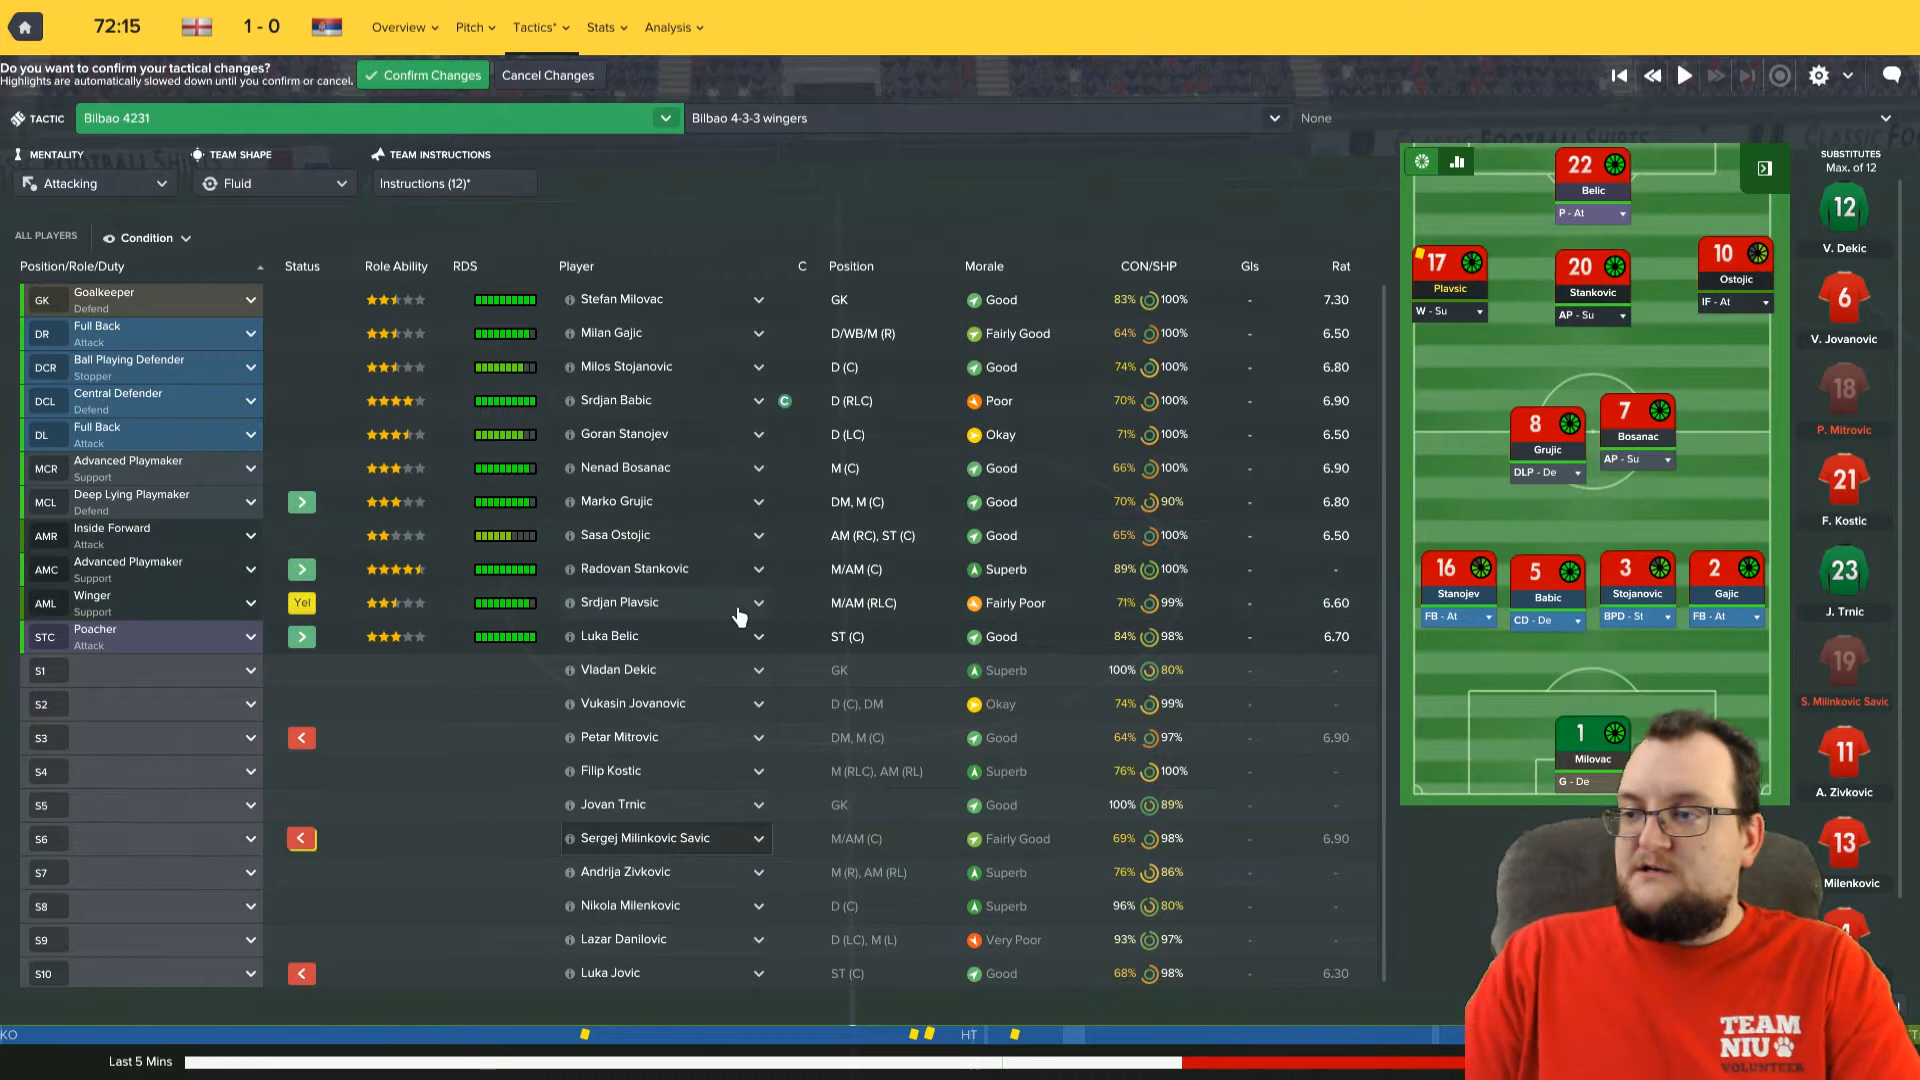 72:15 1 - 0 Overview Pitch Tactics* Stats Analysis
Do you want to confirm your tactical changes?
Highlights are automatically slowed down until you confirm or cancel.
Confirm Changes Cancel Changes
TACTIC Bilbao 4231 Bilbao 4-3-3 wingers None
MENTALITY TEAM SHAPE TEAM INSTRUCTIONS
Attacking Fluid Instructions (12)*
ALL PLAYERS Condition
Position/Role/Duty Status Role Ability RDS Player C Position Morale CON/SHP Gls Rat
GK Goalkeeper Defend Stefan Milovac GK Good 83% 100% - 7.30
DR Full Back Attack Milan Gajic D/WB/M (R) Fairly Good 64% 100% - 6.50
DCR Ball Playing Defender Stopper Milos Stojanovic D (C) Good 74% 100% - 6.80
DCL Central Defender Defend Srdjan Babic C D (RLC) Poor 70% 100% - 6.90
DL Full Back Attack Goran Stanojev D (LC) Okay 71% 100% - 6.50
MCR Advanced Playmaker Support Nenad Bosanac M (C) Good 66% 100% - 6.90
MCL Deep Lying Playmaker Defend Marko Grujic DM, M (C) Good 70% 90% - 6.80
AMR Inside Forward Attack Sasa Ostojic AM (RC), ST (C) Good 65% 100% - 6.50
AMC Advanced Playmaker Support Radovan Stankovic M/AM (C) Superb 89% 100% - -
AML Winger Support Yel Srdjan Plavsic M/AM (RLC) Fairly Poor 71% 99% - 6.60
STC Poacher Attack Luka Belic ST (C) Good 84% 98% - 6.70
S1 Vladan Dekic GK Superb 100% 80% - -
S2 Vukasin Jovanovic D (C), DM Okay 74% 99% - -
S3 Petar Mitrovic DM, M (C) Good 64% 97% - 6.90
S4 Filip Kostic M (RLC), AM (RL) Superb 76% 100% - -
S5 Jovan Trnic GK Good 100% 89% - -
S6 Sergej Milinkovic Savic M/AM (C) Fairly Good 69% 98% - 6.90
S7 Andrija Zivkovic M (R), AM (RL) Superb 76% 86% - -
S8 Nikola Milenkovic D (C) Superb 96% 80% - -
S9 Lazar Danilovic D (LC), M (L) Very Poor 93% 97% - -
S10 Luka Jovic ST (C) Good 68% 98% - 6.30
22
Belic
P - At
17 20 10
Plavsic Stankovic Ostojic
W - Su AP - Su IF - At
8 7
Grujic Bosanac
DLP - De AP - Su
16 5 3 2
Stanojev Babic Stojanovic Gajic
FB - At CD - De BPD - St FB - At
1
Milovac
G - De
SUBSTITUTES
Max. of 12
12
V. Dekic
6
V. Jovanovic
18
P. Mitrovic
21
F. Kostic
23
J. Trnic
19
S. Milinkovic Savic
11
A. Zivkovic
13
Milenkovic
KO HT
Last 5 Mins
TEAM
NIU
VOLUNTEER